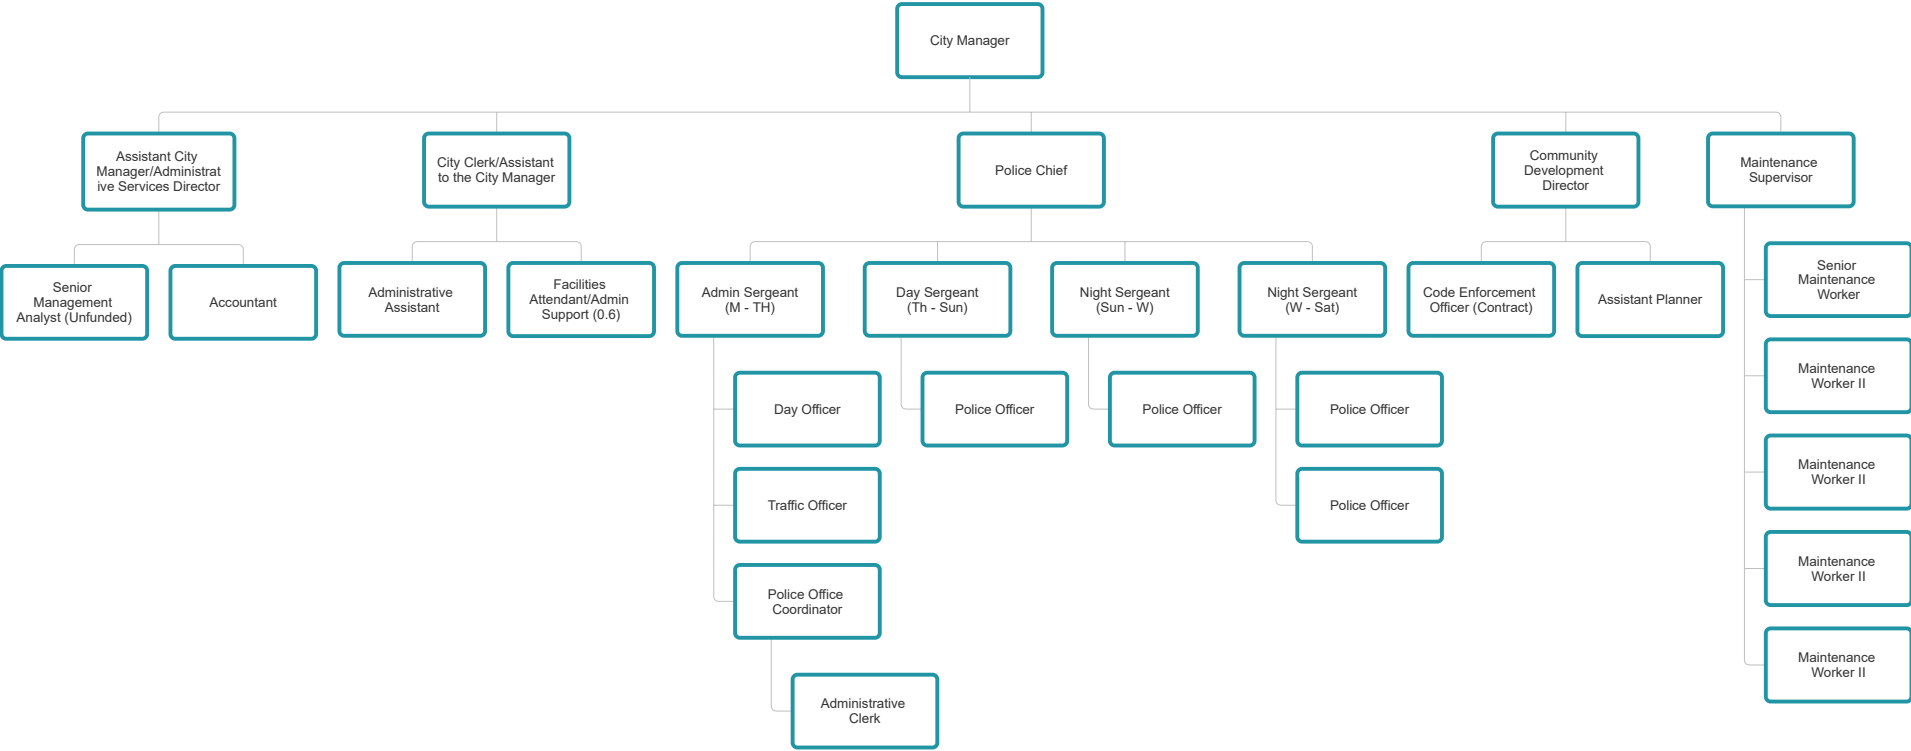 City Manager
Assistant City
Manager/Administrat
ive Services Director
City Clerk/Assistant
to the City Manager
Police Chief
Community
Development
Director
Maintenance
Supervisor
Senior
Management
Analyst (Unfunded)
Accountant
Administrative
Assistant
Facilities
Attendant/Admin
Support (0.6)
Admin Sergeant
(M - TH)
Day Sergeant
(Th - Sun)
Night Sergeant
(Sun - W)
Night Sergeant
(W - Sat)
Code Enforcement
Officer (Contract)
Assistant Planner
Senior
Maintenance
Worker
Day Officer
Police Officer
Police Officer
Police Officer
Maintenance
Worker II
Traffic Officer
Police Officer
Maintenance
Worker II
Police Office
Coordinator
Maintenance
Worker II
Administrative
Clerk
Maintenance
Worker II